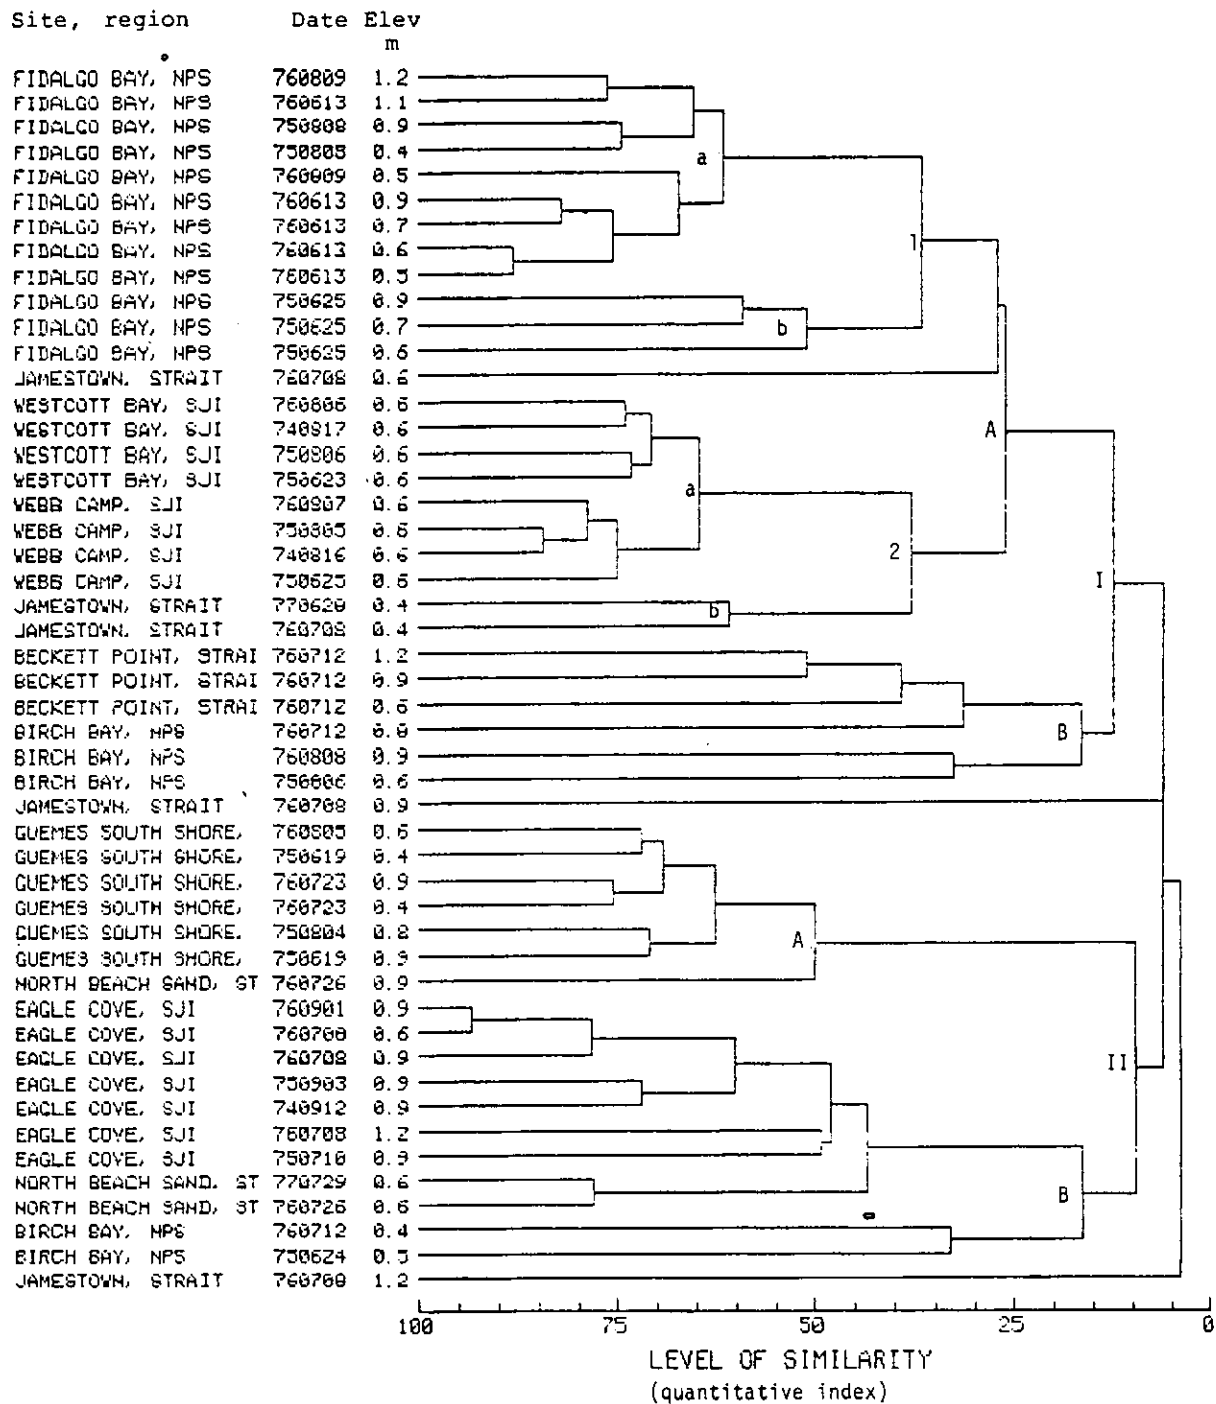 Site, region Date Elev
m
FIDALGO BAY, NPS 760809 1.2
FIDALGO BAY, NPS 760613 1.1
FIDALGO BAY, NPS 750808 0.9
FIDALGO BAY, NPS 750808 0.4
FIDALGO BAY, NPS 760809 0.5
FIDALGO BAY, NPS 760613 0.9
FIDALGO BAY, NPS 760613 0.7
FIDALGO BAY, NPS 760613 0.6
FIDALGO BAY, NPS 760613 0.5
FIDALGO BAY, NPS 750625 0.9
FIDALGO BAY, NPS 750625 0.7
FIDALGO BAY, NPS 750625 0.6
JAMESTOWN, STRAIT 760708 0.6
WESTCOTT BAY, SJI 760806 0.6
WESTCOTT BAY, SJI 740817 0.6
WESTCOTT BAY, SJI 750806 0.6
WESTCOTT BAY, SJI 750623 0.6
WEBB CAMP, SJI 760807 0.6
WEBB CAMP, SJI 750805 0.6
WEBB CAMP, SJI 740816 0.6
WEBB CAMP, SJI 750625 0.6
JAMESTOWN, STRAIT 770620 0.4
JAMESTOWN, STRAIT 760708 0.4
BECKETT POINT, STRAI 760712 1.2
BECKETT POINT, STRAI 760712 0.9
BECKETT POINT, STRAI 760712 0.6
BIRCH BAY, NPS 760712
BIRCH BAY, NPS 760808 0.9
BIRCH BAY, NPS 750806 0.6
JAMESTOWN, STRAIT 760708 0.9
GUEMES SOUTH SHORE, 760805 0.6
GUEMES SOUTH SHORE, 750619 0.4
GUEMES SOUTH SHORE, 760723 0.9
GUEMES SOUTH SHORE, 760723 0.4
GUEMES SOUTH SHORE, 750804
GUEMES SOUTH SHORE, 750619 0.9
NORTH BEACH SAND, ST 760726 0.9
EAGLE COVE, SJI 760901 0.9
EAGLE COVE, SJI 760708 0.6
EAGLE COVE, SJI 760708 0.9
EAGLE COVE, SJI 750903 0.9
EAGLE COVE, SJI 740912 0.9
EAGLE COVE, SJI 760708 1.2
EAGLE COVE, SJI 750710 0.9
NORTH BEACH SAND, ST 770729 0.6
NORTH BEACH SAND, ST 760726 0.6
BIRCH BAY, NPS 760712 0.4
BIRCH BAY, NPS 750624 0.5
JAMESTOWN, STRAIT 760708 1.2
a
1
b
A
a
2
I
b
B
A
II
B
100 75 50 25 0
LEVEL OF SIMILARITY
(quantitative index)